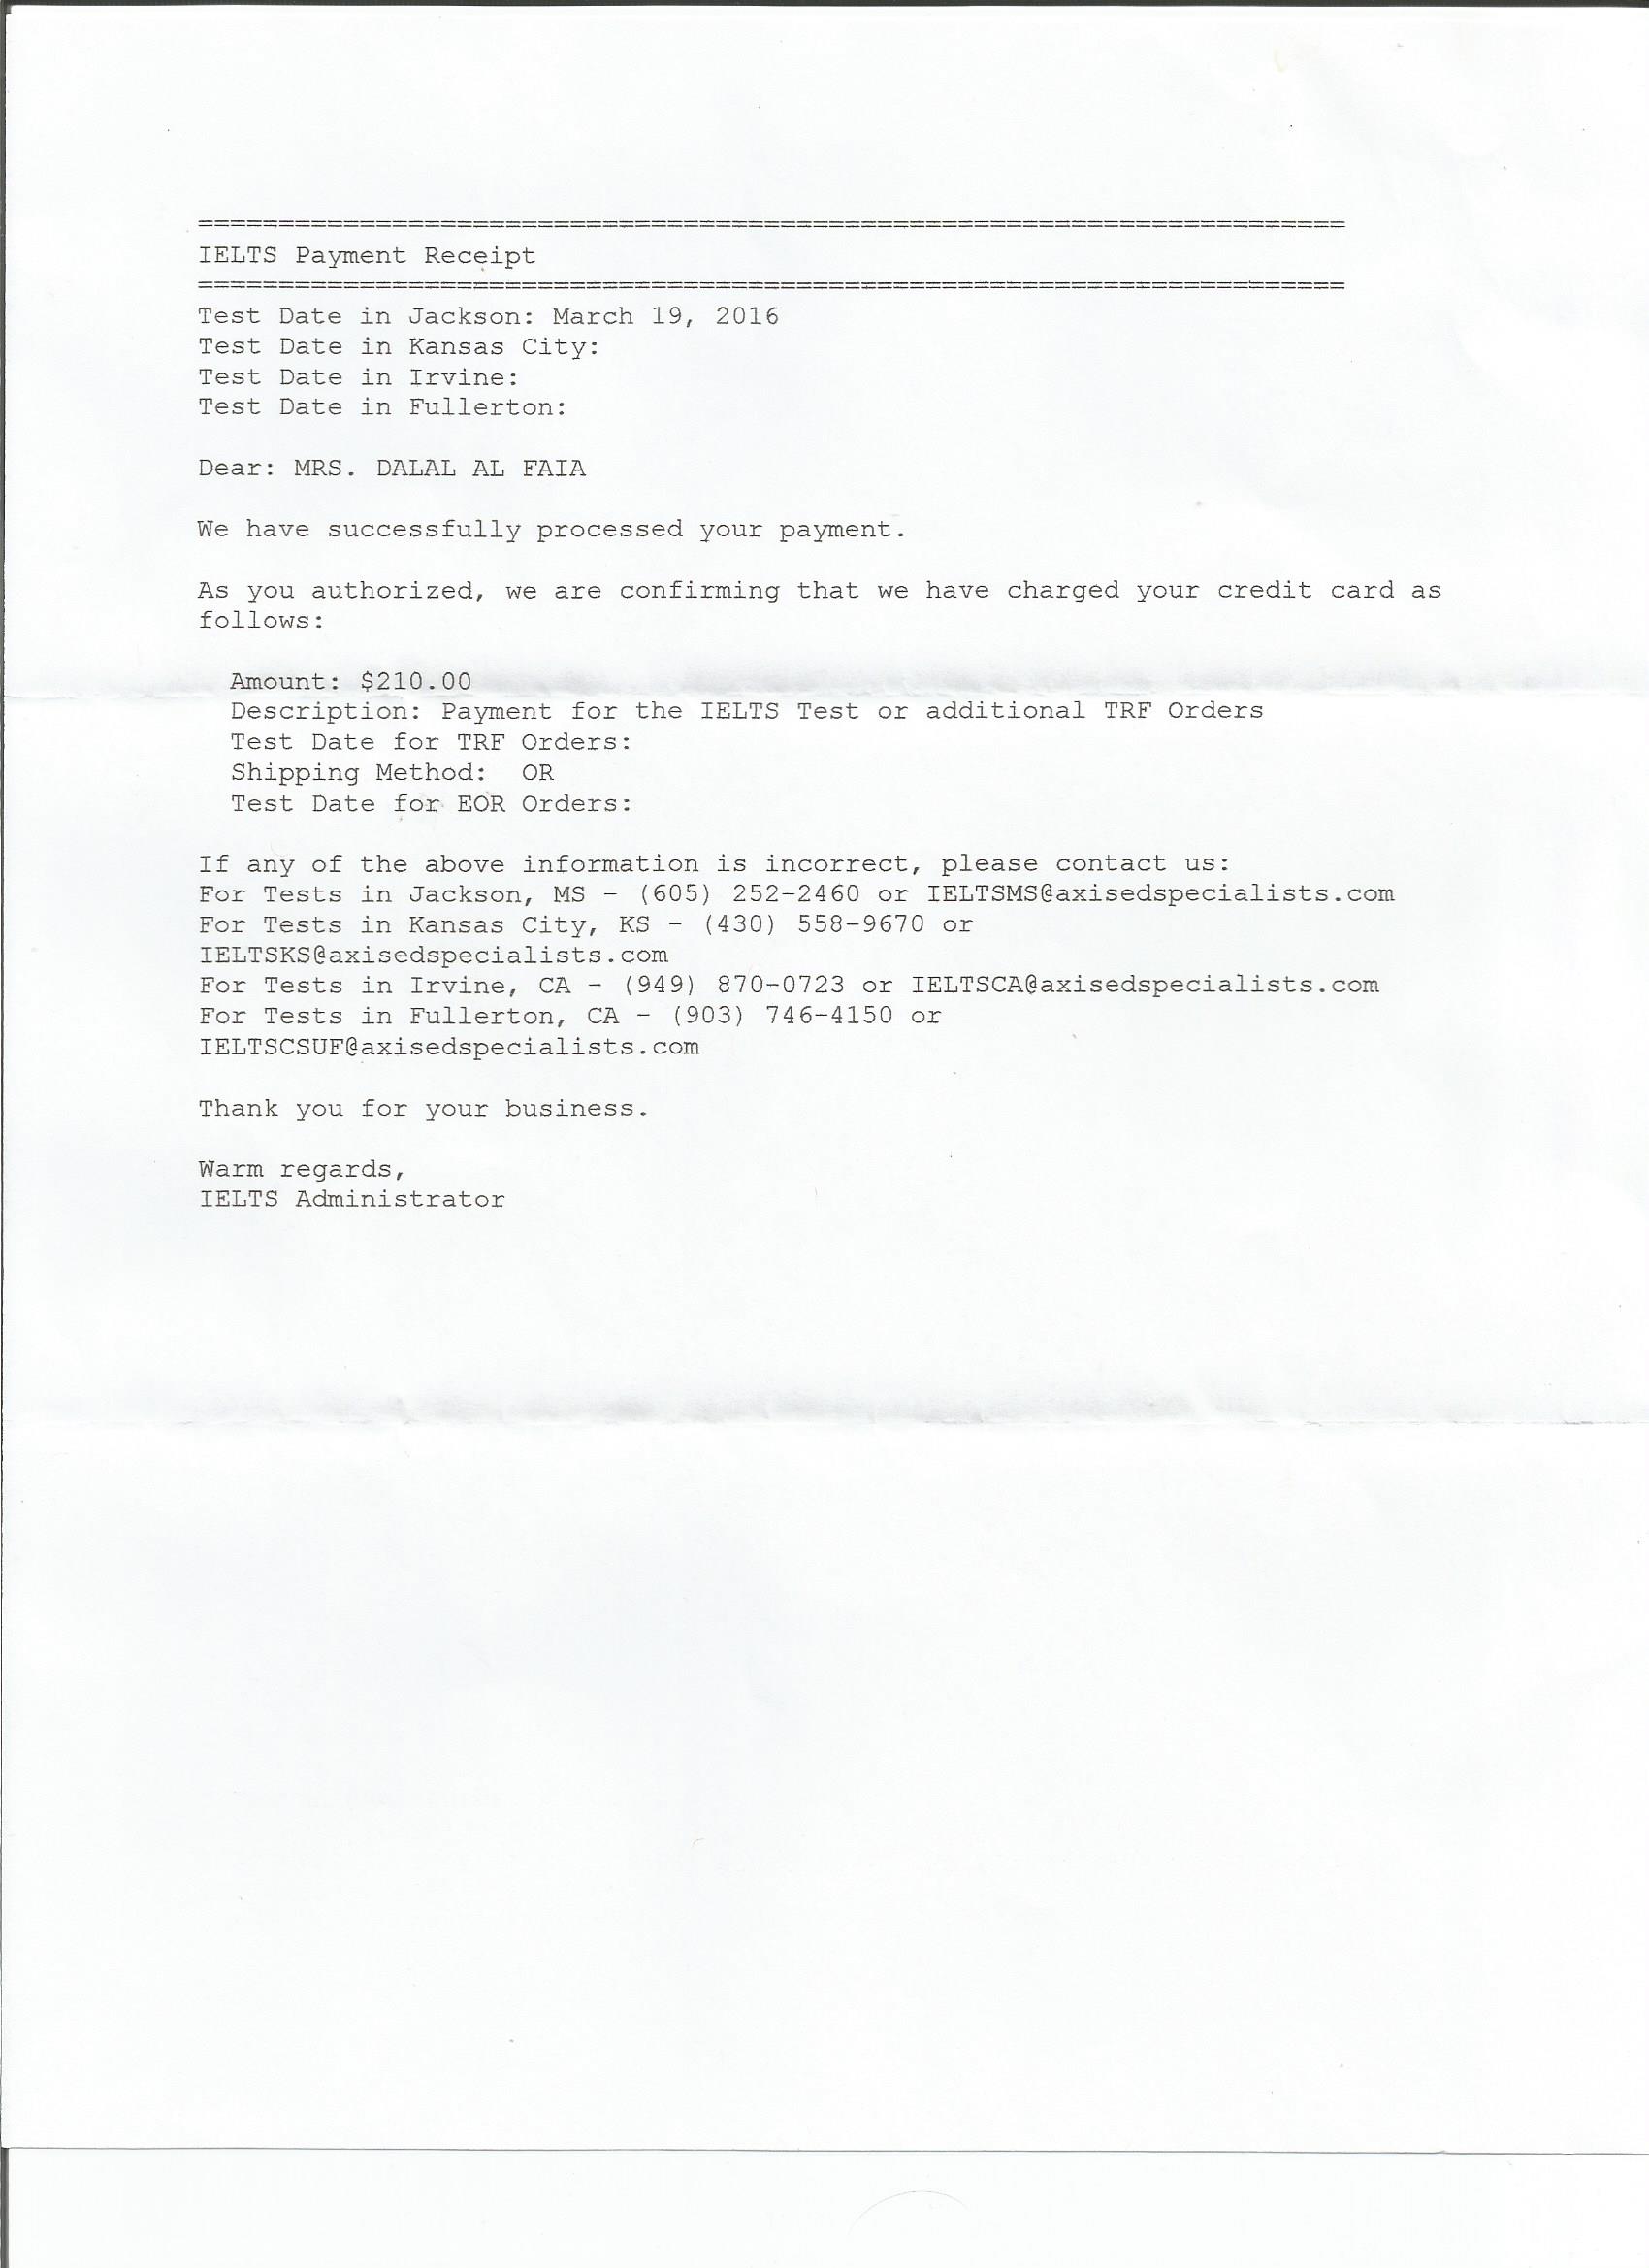 =======================================================================
IELTS Payment Receipt
=======================================================================
Test Date in Jackson: March 19, 2016
Test Date in Kansas City:
Test Date in Irvine:
Test Date in Fullerton:
Dear: MRS. DALAL AL FAIA
We have successfully processed your payment.
As you authorized, we are confirming that we have charged your credit card as
follows:
Amount: $210.00
Description: Payment for the IELTS Test or additional TRF Orders
Test Date for TRF Orders:
Shipping Method:  OR
Test Date for EOR Orders:
If any of the above information is incorrect, please contact us:
For Tests in Jackson, MS - (605) 252-2460 or IELTSMS@axisedspecialists.com
For Tests in Kansas City, KS - (430) 558-9670 or
IELTSKS@axisedspecialists.com
For Tests in Irvine, CA - (949) 870-0723 or IELTSCA@axisedspecialists.com
For Tests in Fullerton, CA - (903) 746-4150 or
IELTSCSUF@axisedspecialists.com
Thank you for your business.
Warm regards,
IELTS Administrator